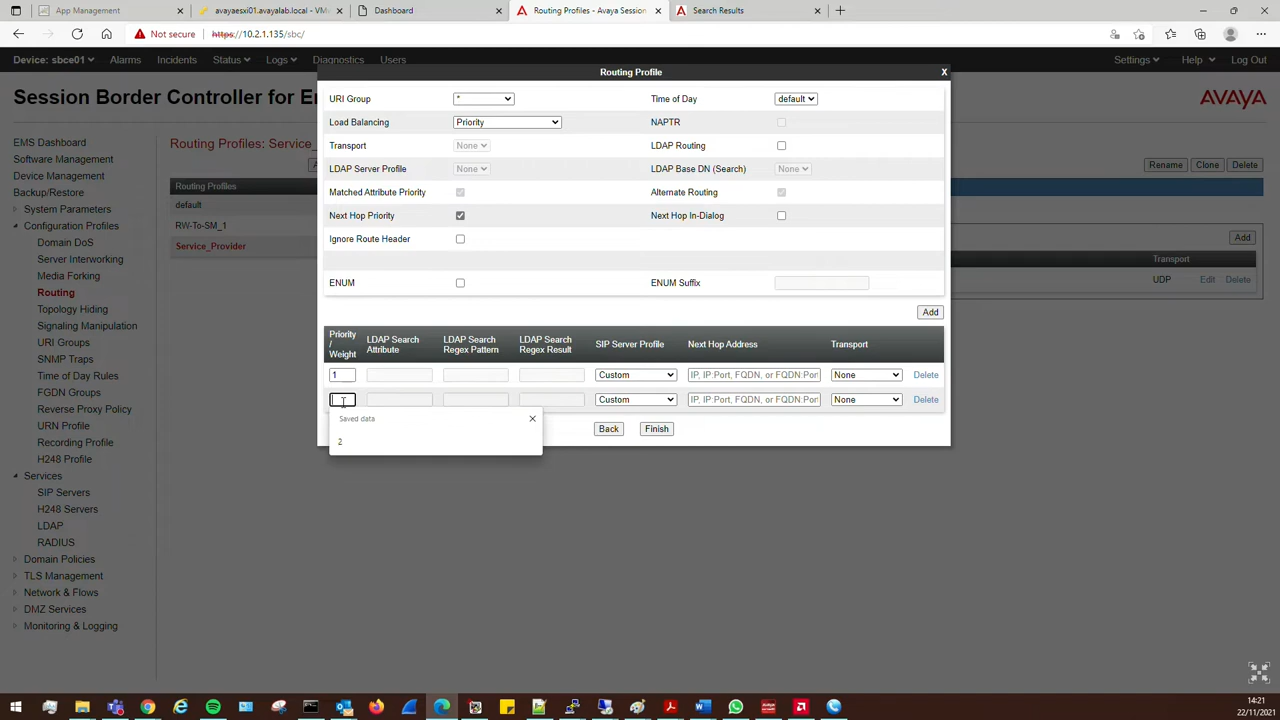 App Management
avayaesxi01.avayalab.local - VM
Dashboard
Routing Profiles - Avaya Session
Search Results
Not secure
https://10.2.1.135/sbc/
Device: sbce01
Alarms
Incidents
Status
Logs
Diagnostics
Users
Settings
Help
Log Out
Session Border Controller for E
AVAYA
EMS Dashboard
Software Management
Device Management
Backup/Restore
System Parameters
Configuration Profiles
Domain DoS
Server Interworking
Media Forking
Routing
Topology Hiding
Signaling Manipulation
URI Groups
SNMP Traps
Time of Day Rules
FGDN Groups
Reverse Proxy Policy
URN Profile
Recording Profile
H248 Profile
Services
SIP Servers
H248 Servers
LDAP
RADIUS
Domain Policies
TLS Management
Network & Flows
DMZ Services
Monitoring & Logging
Routing Profiles: Service_
Routing Profiles
default
RW-To-SM_1
Service_Provider
Rename
Clone
Delete
Add
Transport
UDP
Edit
Delete
Routing Profile
X
URI Group
*
Time of Day
default
Load Balancing
Priority
NAPTR
Transport
None
LDAP Routing
LDAP Server Profile
None
LDAP Base DN (Search)
None
Matched Attribute Priority
Alternate Routing
Next Hop Priority
Next Hop In-Dialog
Ignore Route Header
ENUM
ENUM Suffix
Add
Priority
/
Weight
LDAP Search
Attribute
LDAP Search
Regex Pattern
LDAP Search
Regex Result
SIP Server Profile
Next Hop Address
Transport
1
Custom
IP, IP:Port, FQDN, or FQDN:Por
None
Delete
Custom
IP, IP:Port, FQDN, or FQDN:Por
None
Delete
Saved data
2
Back
Finish
14:21
22/11/2021